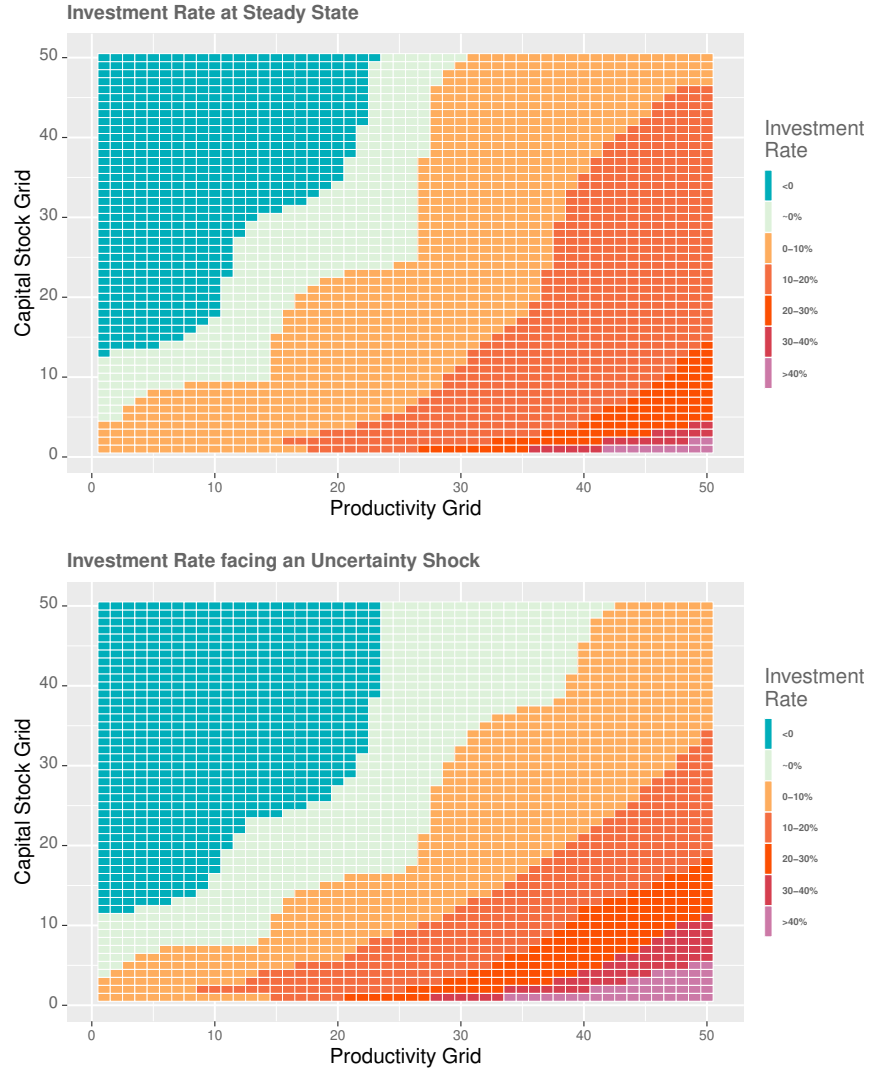 Investment Rate at Steady State
50
40
30
20
10
0
Capital Stock Grid
0 10 20 30 40 50
Productivity Grid
Investment
Rate
<0
~0%
0–10%
10–20%
20–30%
30–40%
>40%
Investment Rate facing an Uncertainty Shock
50
40
30
20
10
0
Capital Stock Grid
0 10 20 30 40 50
Productivity Grid
Investment
Rate
<0
~0%
0–10%
10–20%
20–30%
30–40%
>40%